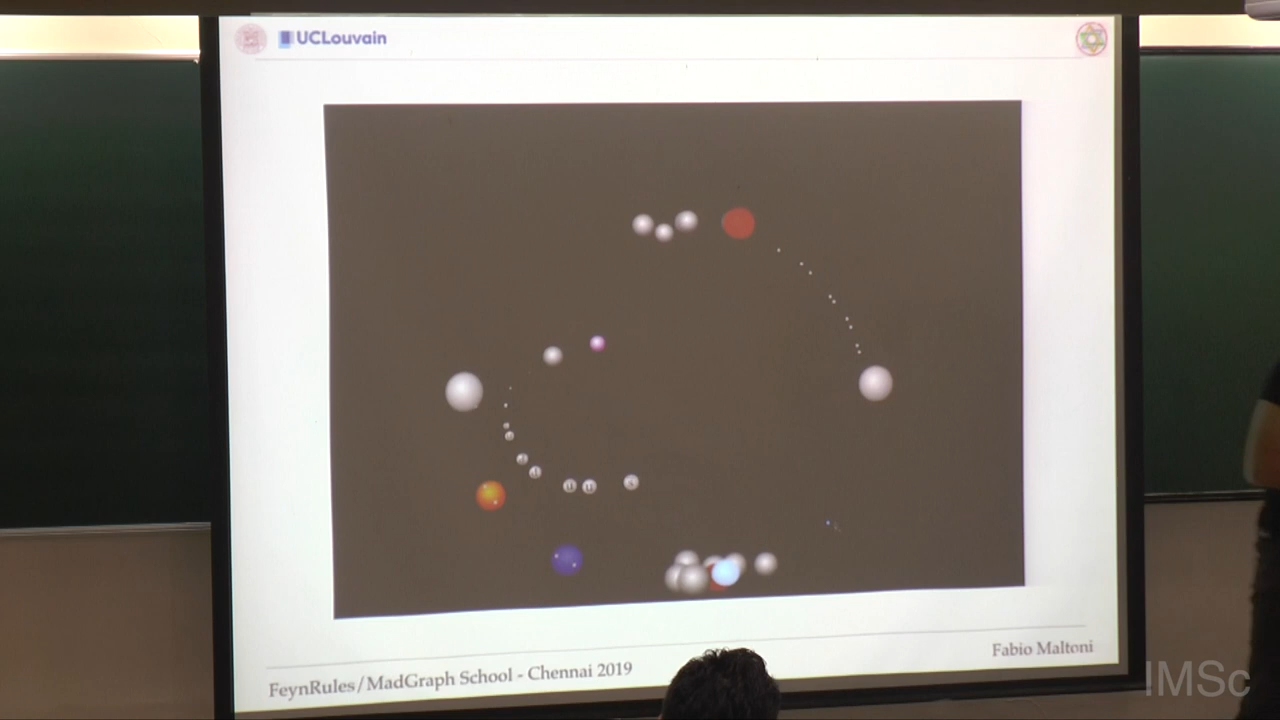 UCLouvain
FeynRules/MadGraph School - Chennai 2019
Fabio Maltoni
IMSc